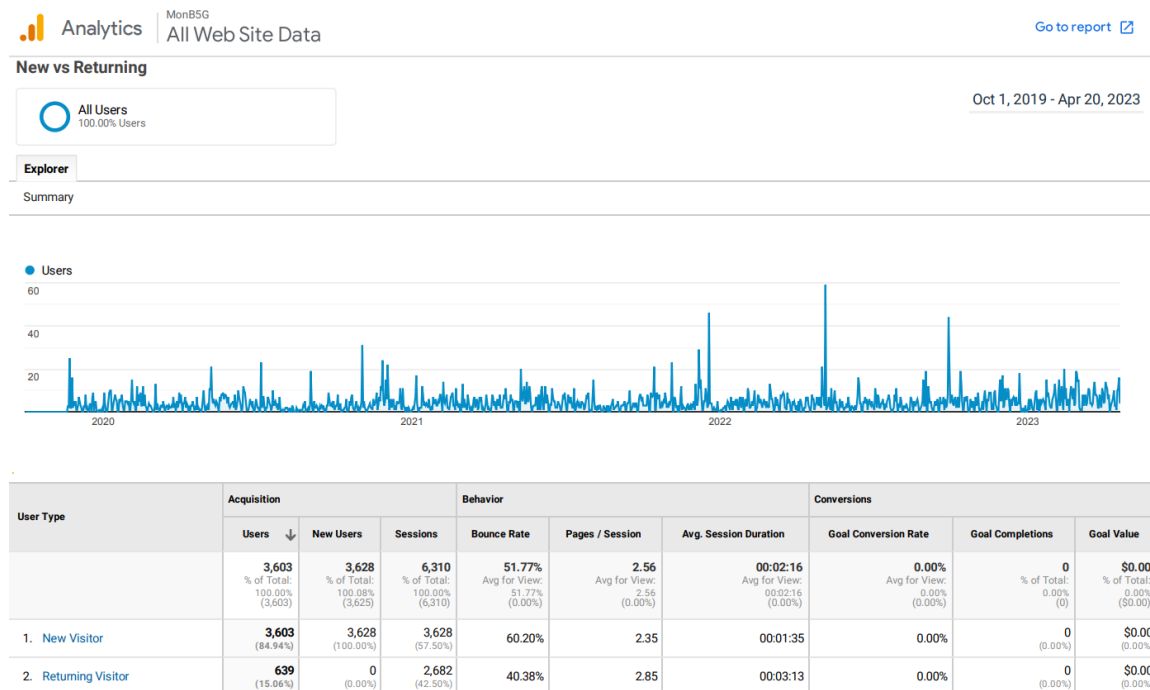 Analytics
MonB5G
All Web Site Data
Go to report
New vs Returning
All Users
100.00% Users
Oct 1, 2019 - Apr 20, 2023
Explorer
Summary
Users
60
40
20
2020 2021 2022 2023
User Type
Acquisition Behavior Conversions
Users New Users Sessions Bounce Rate Pages / Session Avg. Session Duration Goal Conversion Rate Goal Completions Goal Value
3,603 3,628 6,310 51.77% 2.56 00:02:16 0.00% 0 $0.00
% of Total: % of Total: % of Total: Avg for View: Avg for View: Avg for View: Avg for View: % of Total: % of Total:
100.00% 100.08% 100.00% 51.77% 2.56 00:02:16 0.00% 0.00% 0.00%
(3,603) (3,625) (6,310) (0.00%) (0.00%) (0.00%) (0.00%) (0) ($0.00)
1. New Visitor 3,603 3,628 3,628 60.20% 2.35 00:01:35 0.00% 0 $0.00
(84.94%) (100.00%) (57.50%) (0.00%) (0.00%)
2. Returning Visitor 639 0 2,682 40.38% 2.85 00:03:13 0.00% 0 $0.00
(15.06%) (0.00%) (42.50%) (0.00%) (0.00%)